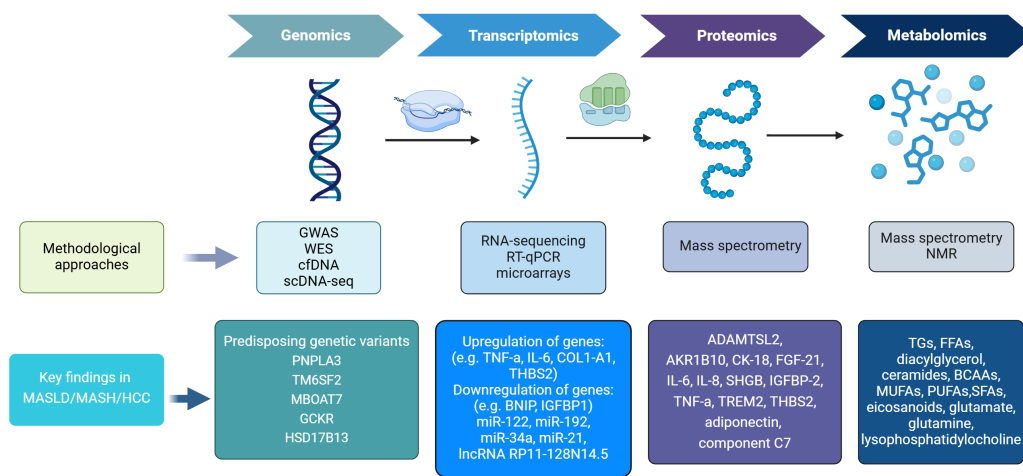 Genomics
Transcriptomics
Proteomics
Metabolomics
Methodological
approaches
GWAS
WES
cfDNA
scDNA-seq
RNA-sequencing
RT-qPCR
microarrays
Mass spectrometry
Mass spectrometry
NMR
Key findings in
MASLD/MASH/HCC
Predisposing genetic variants
PNPLA3
TM6SF2
MBOAT7
GCKR
HSD17B13
Upregulation of genes:
(e.g. TNF-a, IL-6, COL1-A1,
THBS2)
Downregulation of genes:
(e.g. BNIP, IGFBP1)
miR-122, miR-192,
miR-34a, miR-21,
lncRNA RP11-128N14.5
ADAMTSL2,
AKR1B10, CK-18, FGF-21,
IL-6, IL-8, SHGB, IGFBP-2,
TNF-a, TREM2, THBS2,
adiponectin,
component C7
TGs, FFAs,
diacylglycerol,
ceramides, BCAAs,
MUFAs, PUFAs,SFAs,
eicosanoids, glutamate,
glutamine,
lysophosphatidylocholine